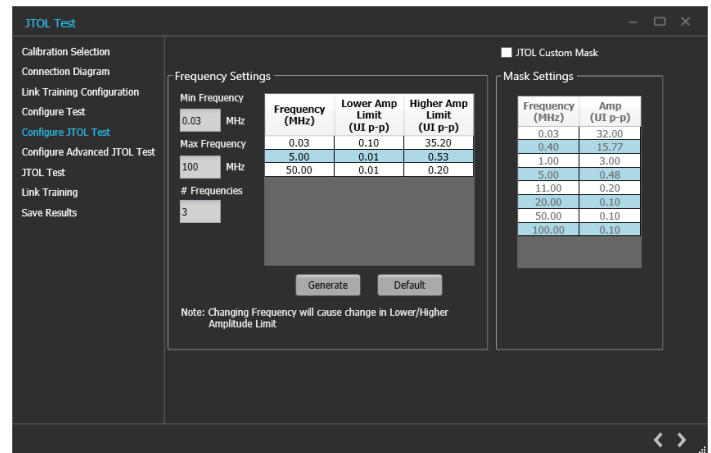 JTOL Test
Calibration Selection
Connection Diagram
Link Training Configuration
Configure Test
Configure JTOL Test
Configure Advanced JTOL Test
JTOL Test
Link Training
Save Results
JTOL Custom Mask
Frequency Settings
Min Frequency
0.03 MHz
Max Frequency
100 MHz
# Frequencies
3
Frequency (MHz) Lower Amp Limit (UI p-p) Higher Amp Limit (UI p-p)
0.03 0.10 35.20
5.00 0.01 0.53
50.00 0.01 0.20
Generate Default
Note: Changing Frequency will cause change in Lower/Higher
Amplitude Limit
Mask Settings
Frequency (MHz) Amp (UI p-p)
0.03 32.00
0.40 15.77
1.00 3.00
5.00 0.48
11.00 0.20
20.00 0.10
50.00 0.10
100.00 0.10